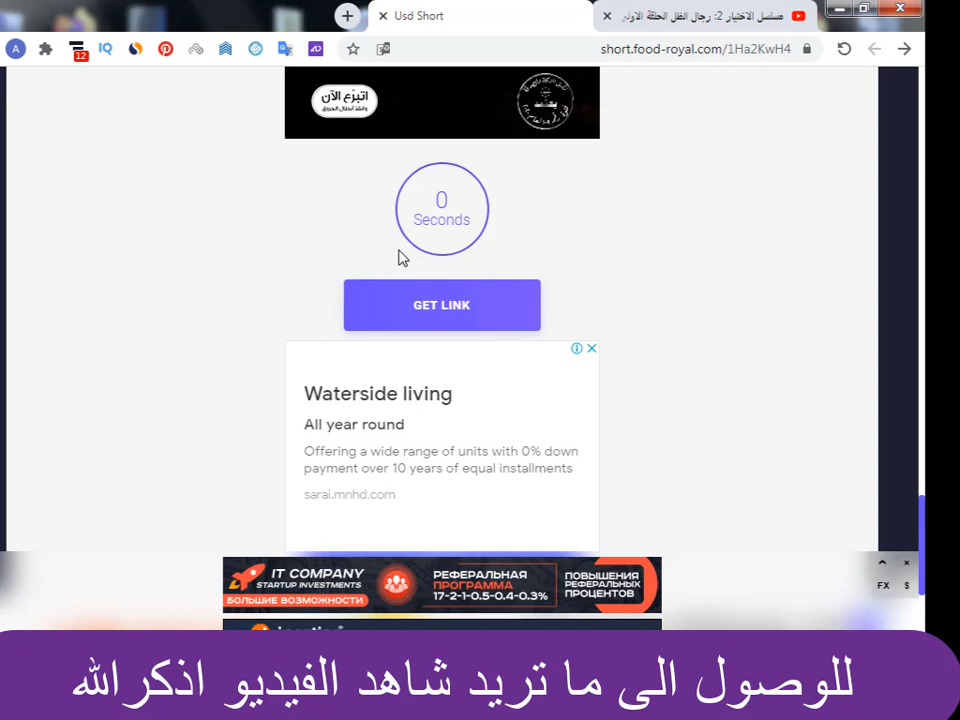 Usd Short
مسلسل الاختيار 2: رجال الظل الحلقة الاولى
A
12
IQ
short.food-royal.com/1Ha2KwH4
اتبرّع الآن
0
Seconds
GET LINK
Waterside living
All year round
Offering a wide range of units with 0% down
payment over 10 years of equal installments
sarai.mnhd.com
IT COMPANY
STARTUP INVESTMENTS
БОЛЬШИЕ ВОЗМОЖНОСТИ
РЕФЕРАЛЬНАЯ
ПРОГРАММА
17-2-1-0.5-0.4-0.3%
ПОВЫШЕНИЯ
РЕФЕРАЛЬНЫХ
ПРОЦЕНТОВ
FX $
للوصول الى ما تريد شاهد الفيديو اذكرالله